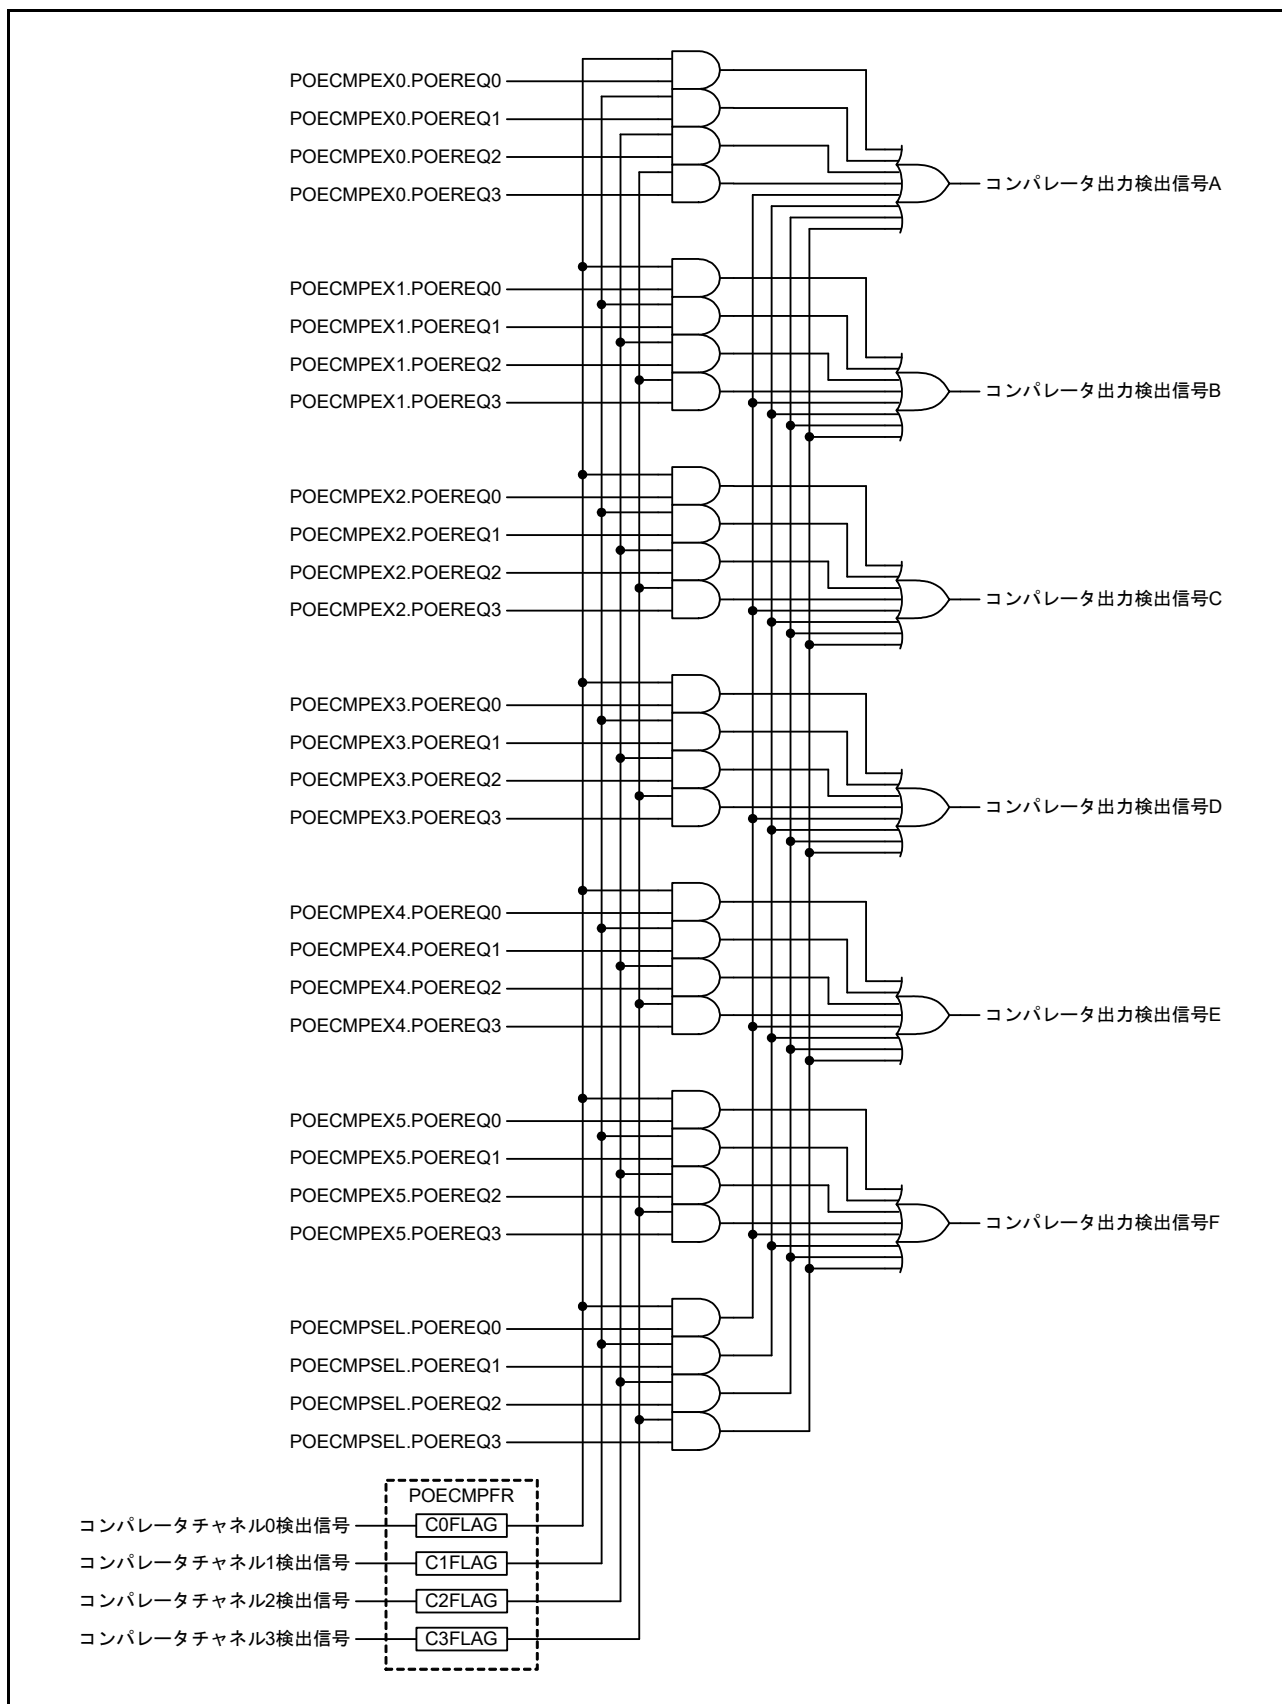 POECMPEX0.POEREQ0
POECMPEX0.POEREQ1
POECMPEX0.POEREQ2
POECMPEX0.POEREQ3
コンパレータ出力検出信号A
POECMPEX1.POEREQ0
POECMPEX1.POEREQ1
POECMPEX1.POEREQ2
POECMPEX1.POEREQ3
コンパレータ出力検出信号B
POECMPEX2.POEREQ0
POECMPEX2.POEREQ1
POECMPEX2.POEREQ2
POECMPEX2.POEREQ3
コンパレータ出力検出信号C
POECMPEX3.POEREQ0
POECMPEX3.POEREQ1
POECMPEX3.POEREQ2
POECMPEX3.POEREQ3
コンパレータ出力検出信号D
POECMPEX4.POEREQ0
POECMPEX4.POEREQ1
POECMPEX4.POEREQ2
POECMPEX4.POEREQ3
コンパレータ出力検出信号E
POECMPEX5.POEREQ0
POECMPEX5.POEREQ1
POECMPEX5.POEREQ2
POECMPEX5.POEREQ3
コンパレータ出力検出信号F
POECMPSEL.POEREQ0
POECMPSEL.POEREQ1
POECMPSEL.POEREQ2
POECMPSEL.POEREQ3
POECMPFR
コンパレータチャネル0検出信号 C0FLAG
コンパレータチャネル1検出信号 C1FLAG
コンパレータチャネル2検出信号 C2FLAG
コンパレータチャネル3検出信号 C3FLAG